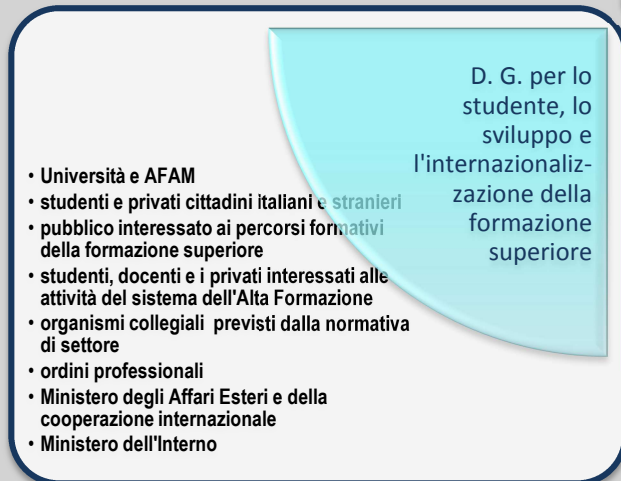 D. G. per lo
studente, lo
sviluppo e
l'internazionaliz-
zazione della
formazione
superiore
• Università e AFAM
• studenti e privati cittadini italiani e stranieri
• pubblico interessato ai percorsi formativi
della formazione superiore
• studenti, docenti e i privati interessati alle
attività del sistema dell'Alta Formazione
• organismi collegiali previsti dalla normativa
di settore
• ordini professionali
• Ministero degli Affari Esteri e della
cooperazione internazionale
• Ministero dell'Interno